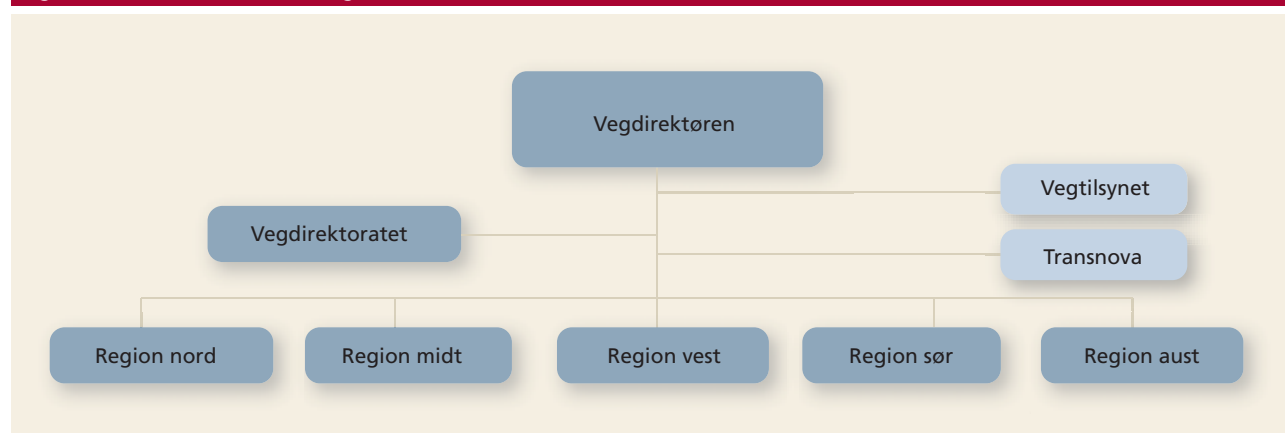 Vegdirektøren
Vegtilsynet
Vegdirektoratet
Transnova
Region nord
Region midt
Region vest
Region sør
Region aust